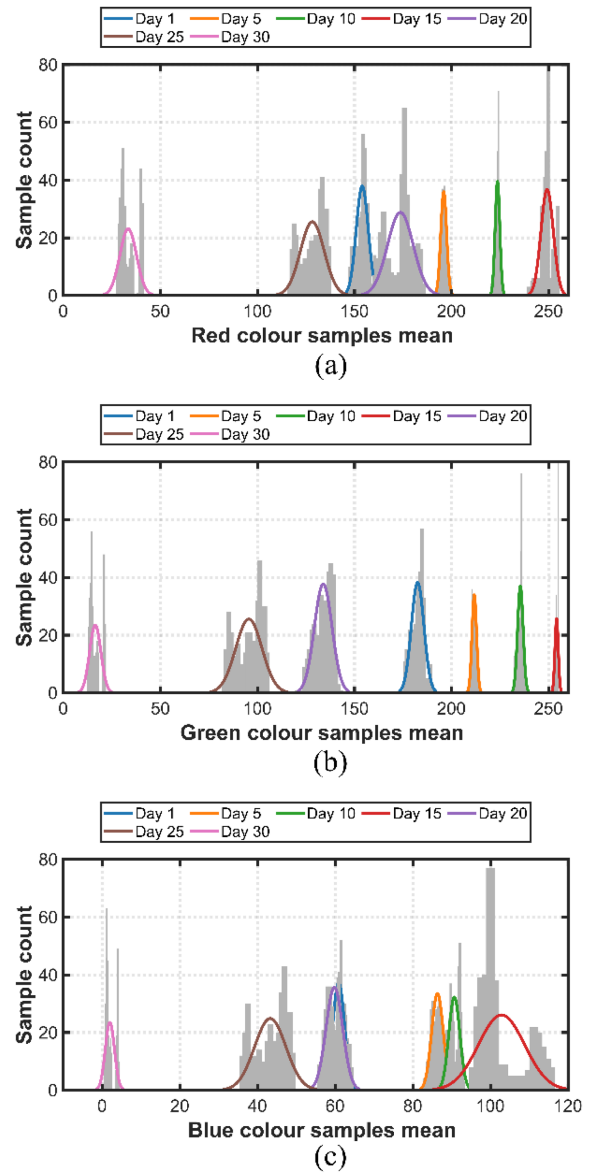 Day 1 Day 5 Day 10 Day 15 Day 20
Day 25 Day 30
80
60
40
20
0
Sample count
0 50 100 150 200 250
Red colour samples mean
(a)
Day 1 Day 5 Day 10 Day 15 Day 20
Day 25 Day 30
80
60
40
20
0
Sample count
0 50 100 150 200 250
Green colour samples mean
(b)
Day 1 Day 5 Day 10 Day 15 Day 20
Day 25 Day 30
80
60
40
20
0
Sample count
0 20 40 60 80 100 120
Blue colour samples mean
(c)